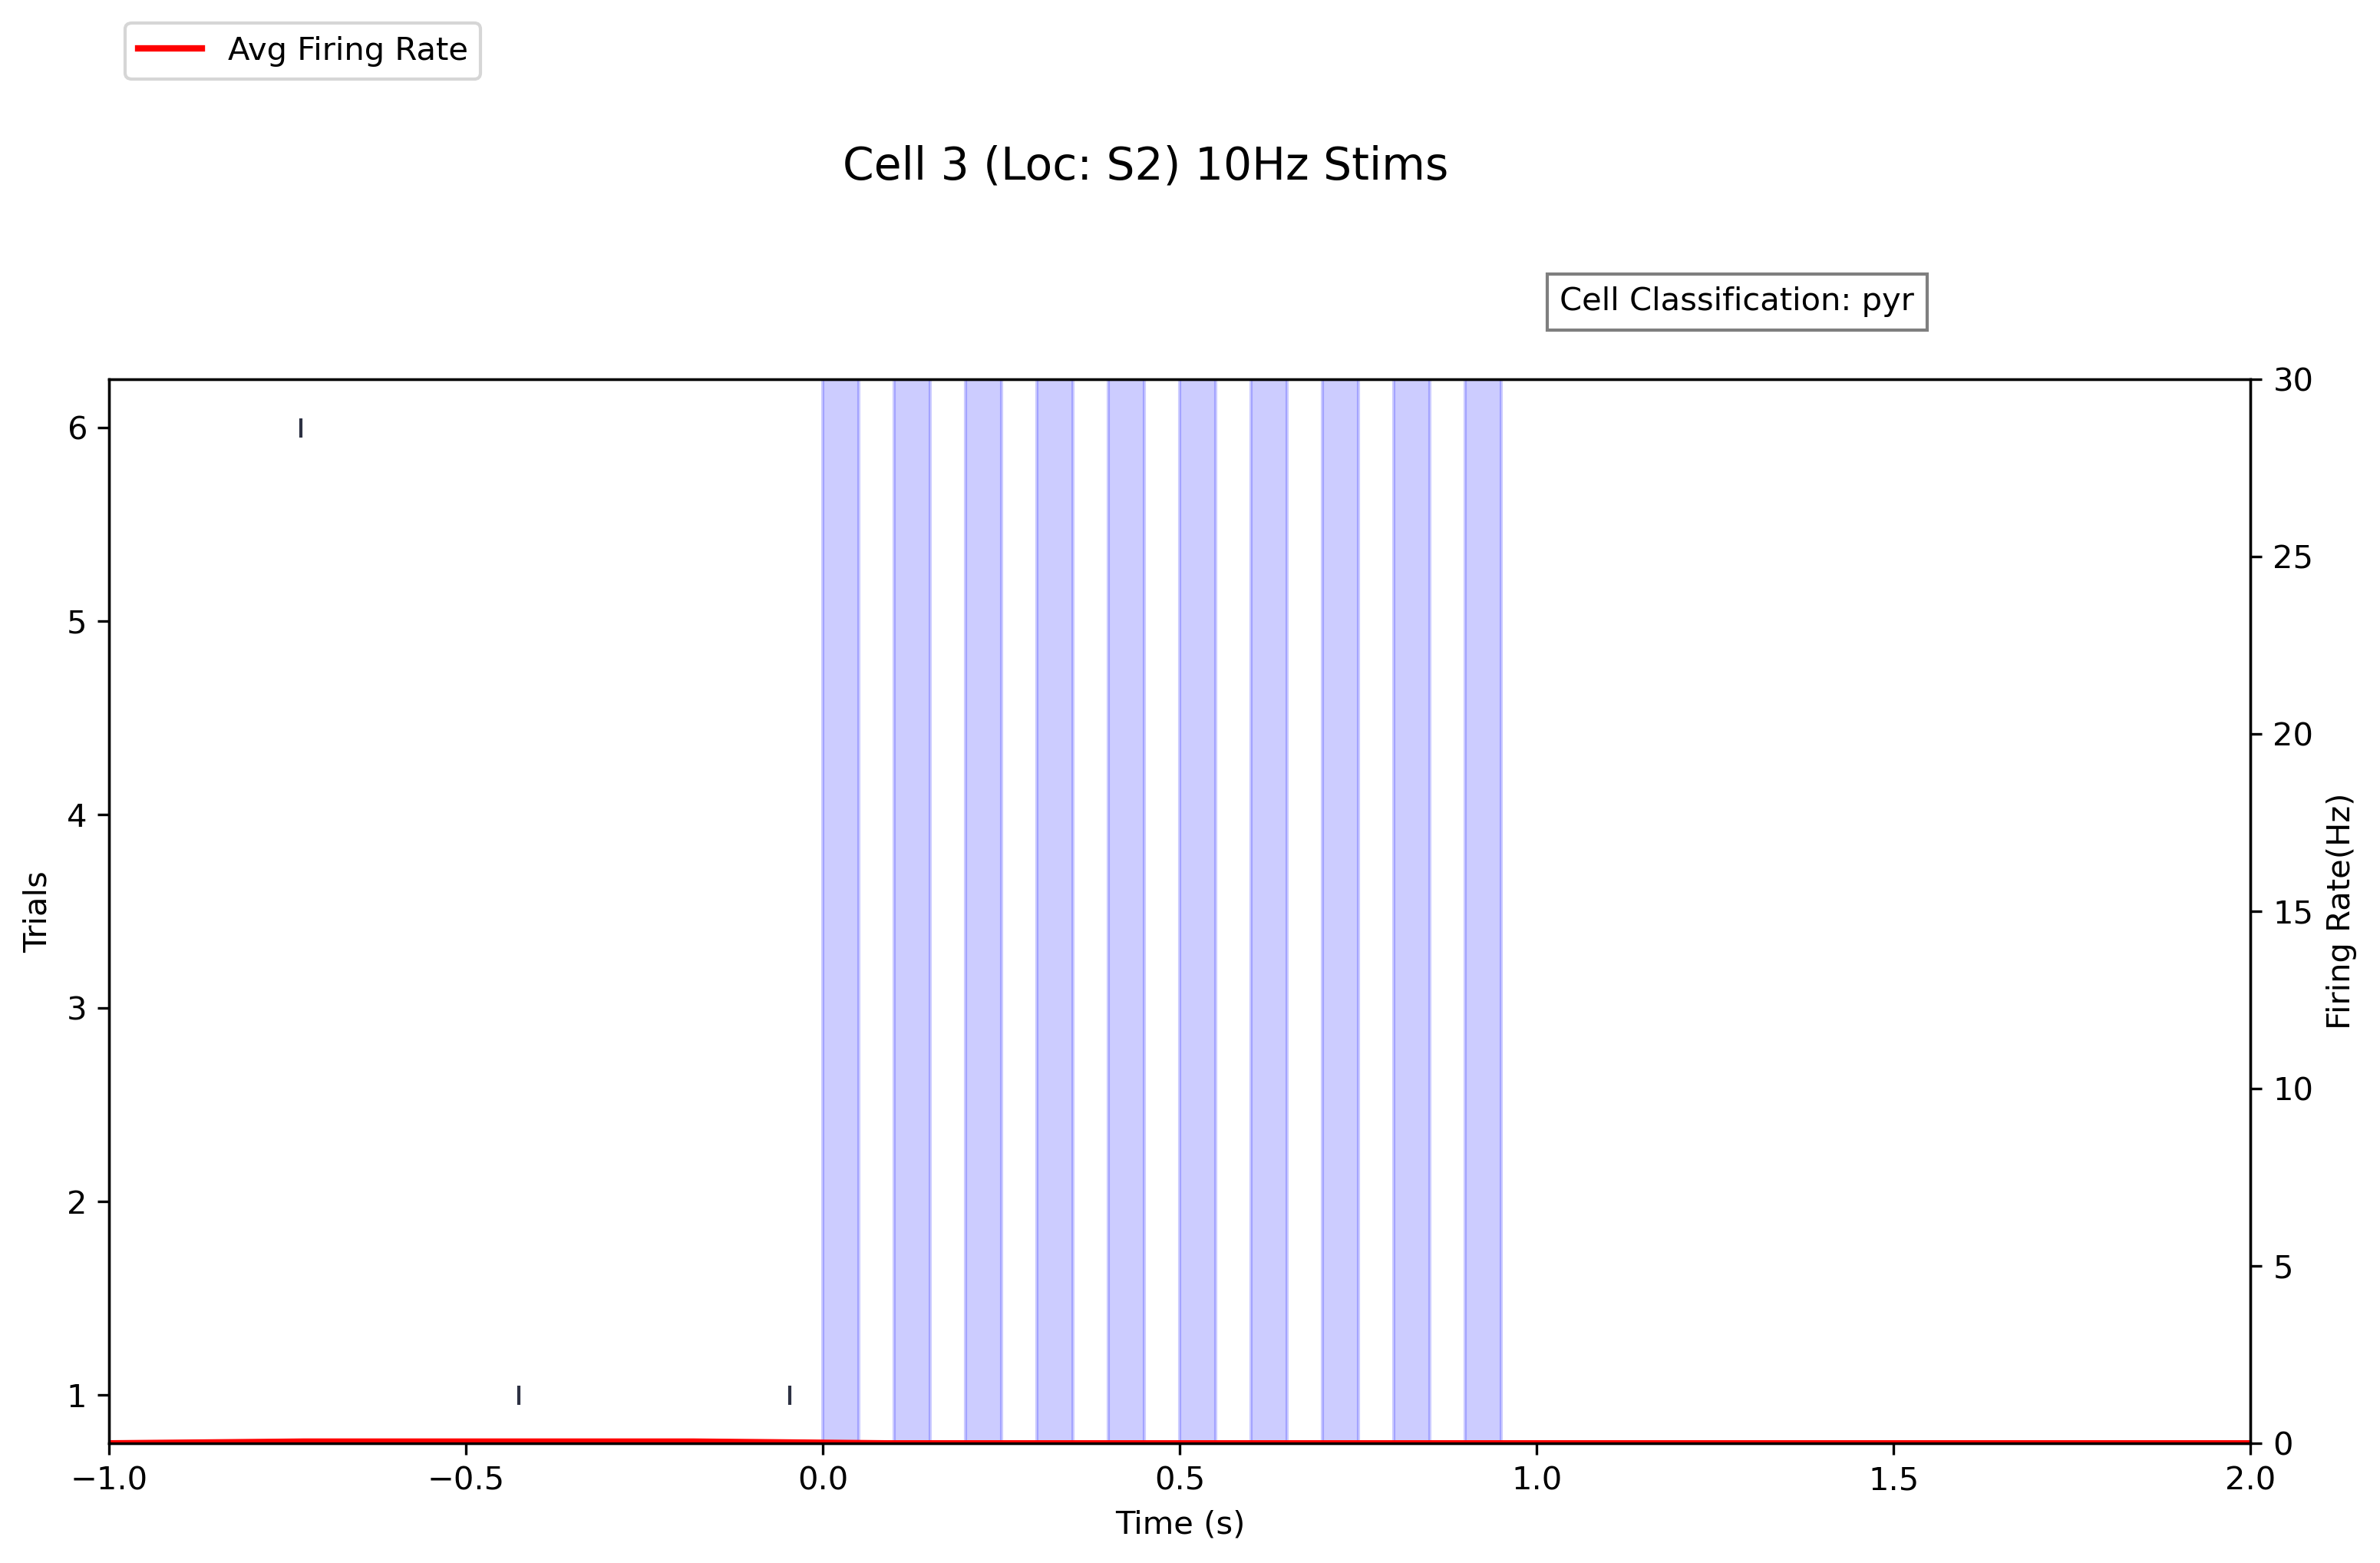 Avg Firing Rate
Cell 3 (Loc: S2) 10Hz Stims
Cell Classification: pyr
6
5
4
3
2
1
Trials
30
25
20
15
10
5
0
Firing Rate(Hz)
−1.0 −0.5 0.0 0.5 1.0 1.5 2.0
Time (s)